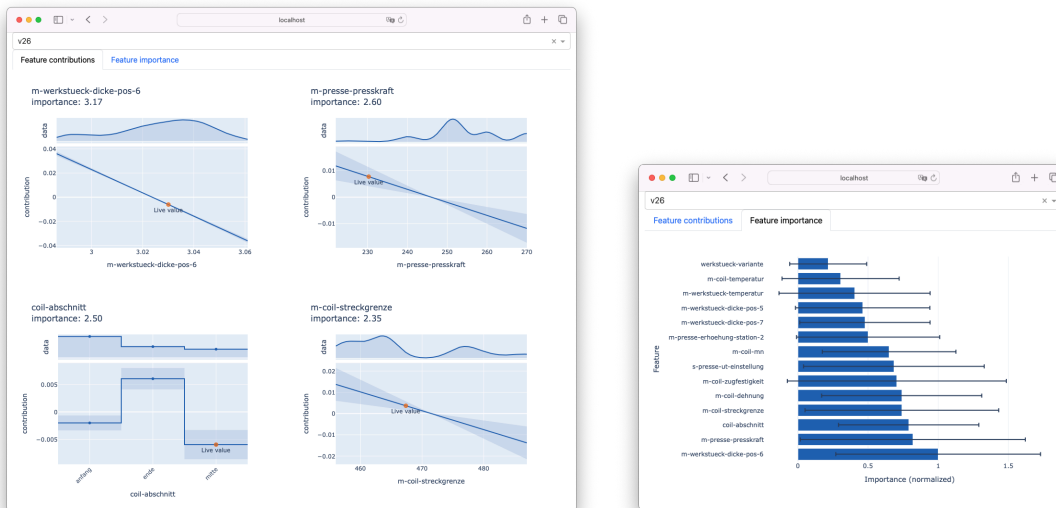 localhost
v26
Feature contributions Feature importance
m-werkstueck-dicke-pos-6
importance: 3.17
data
contribution
0.04
0.02
0
−0.02
−0.04
Live value
3 3.02 3.04 3.06
m-werkstueck-dicke-pos-6
m-presse-presskraft
importance: 2.60
data
contribution
0.01
0
−0.01
Live value
230 240 250 260 270
m-presse-presskraft
coil-abschnitt
importance: 2.50
data
contribution
0.005
0
−0.005
Live value
anfang ende mitte
coil-abschnitt
m-coil-streckgrenze
importance: 2.35
data
contribution
0.02
0.01
0
−0.01
−0.02
Live value
460 470 480
m-coil-streckgrenze
localhost
v26
Feature contributions Feature importance
Feature
werkstueck-variante
m-coil-temperatur
m-werkstueck-temperatur
m-werkstueck-dicke-pos-5
m-werkstueck-dicke-pos-7
m-presse-erhoehung-station-2
m-coil-mn
s-presse-ut-einstellung
m-coil-zugfestigkeit
m-coil-dehnung
m-coil-streckgrenze
coil-abschnitt
m-presse-presskraft
m-werkstueck-dicke-pos-6
0 0.5 1 1.5
Importance (normalized)